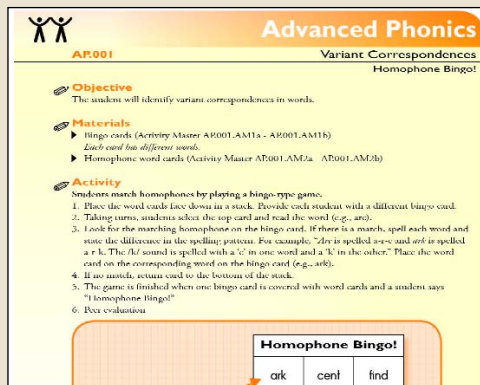 Advanced Phonics
AP.001
Variant Correspondences
Homophone Bingo!
Objective
The student will identify variant correspondences in words.
Materials
Bingo cards (Activity Master AP.001.AM1a - AP.001.AM1b)
Each card has different words.
Homophone word cards (Activity Master AP.001.AM2a - AP.001.AM2b)
Activity
Students match homophones by playing a bingo-type game.
1. Place the word cards face down in a stack. Provide each student with a different bingo card.
2. Taking turns, students select the top card and read the word (e.g., arc).
3. Look for the matching homophone on the bingo card. If there is a match, spell each word and
state the difference in the spelling pattern. For example, "Arc is spelled a-r-c and ark is spelled
a-r-k. The /k/ sound is spelled with a 'c' in one word and a 'k' in the other." Place the word
card on the corresponding word on the bingo card (e.g., ark).
4. If no match, return card to the bottom of the stack.
5. The game is finished when one bingo card is covered with word cards and a student says
"Homophone Bingo!"
6. Peer evaluation
Homophone Bingo!
ark cent find